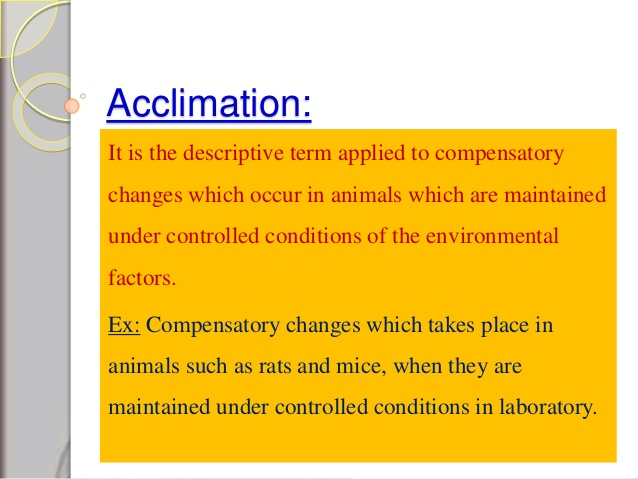 Acclimation:
It is the descriptive term applied to compensatory
changes which occur in animals which are maintained
under controlled conditions of the environmental
factors.
Ex: Compensatory changes which takes place in
animals such as rats and mice, when they are
maintained under controlled conditions in laboratory.